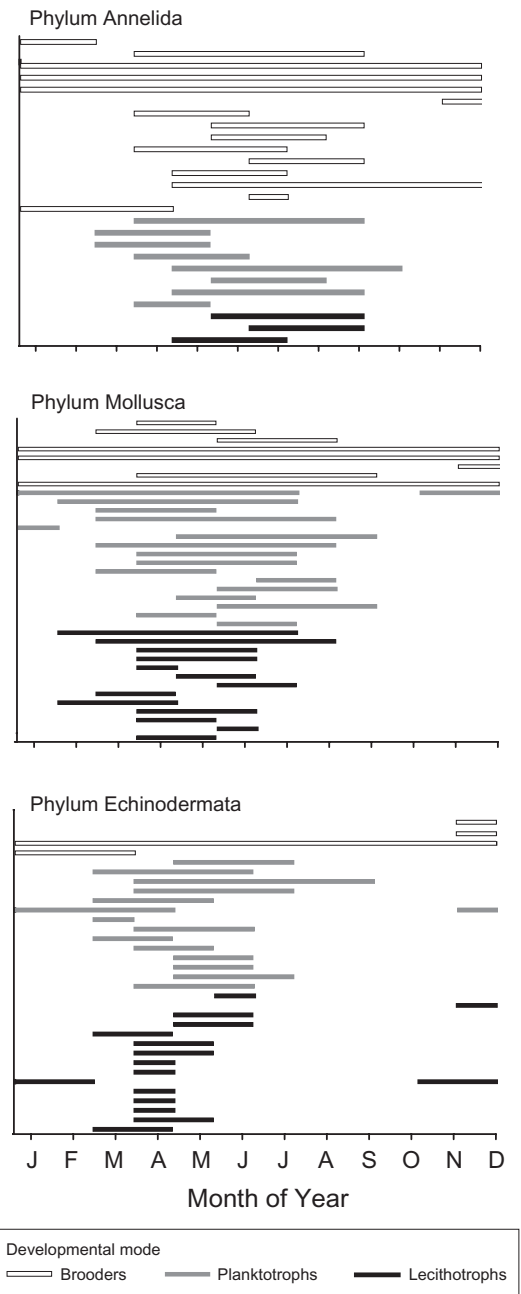 Phylum Annelida
Phylum Mollusca
Phylum Echinodermata
J F M A M J J A S O N D
Month of Year
Developmental mode
Brooders Planktotrophs Lecithotrophs